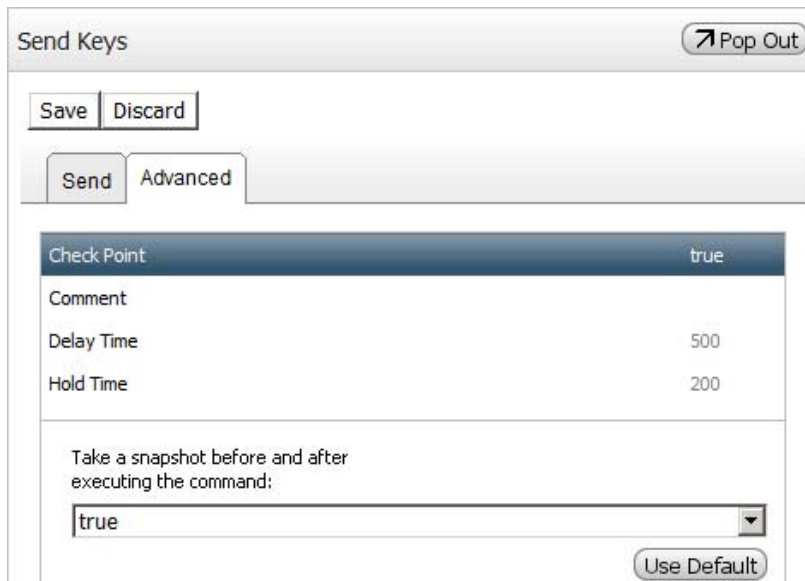 Send Keys
Pop Out
Save Discard
Send Advanced
Check Point true
Comment
Delay Time 500
Hold Time 200
Take a snapshot before and after
executing the command:
true
Use Default